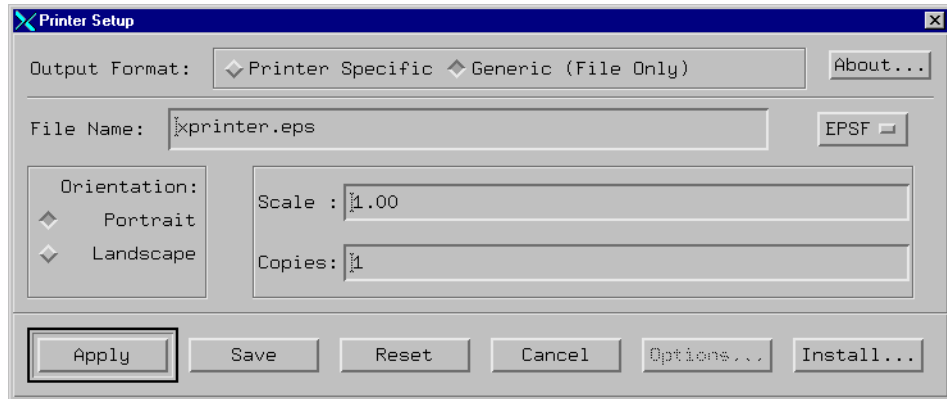 Printer Setup
Output Format: Printer Specific Generic (File Only) About...
File Name: xprinter.eps EPSF
Orientation:
Portrait
Landscape
Scale : 1.00
Copies: 1
Apply Save Reset Cancel Options... Install...